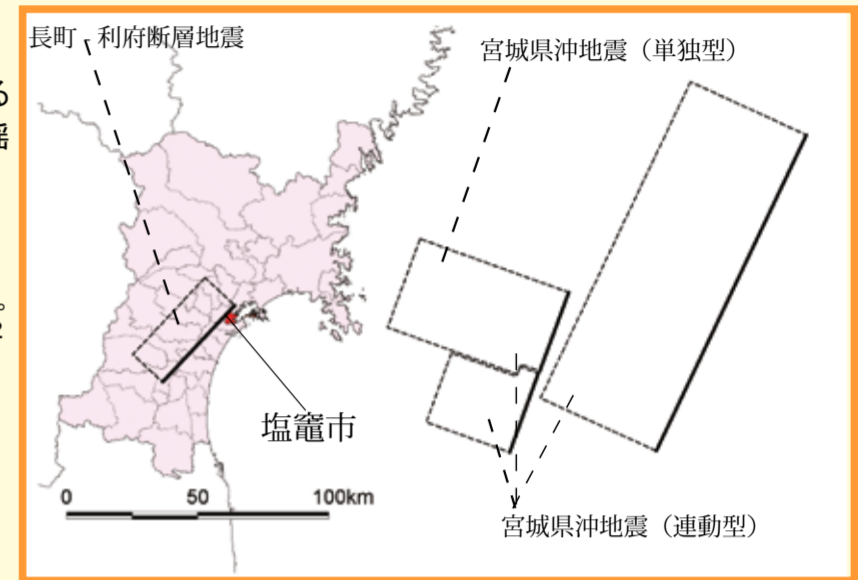 長町－利府断層地震
宮城県沖地震（単独型）
塩竈市
0 50 100km
宮城県沖地震（連動型）
る
。